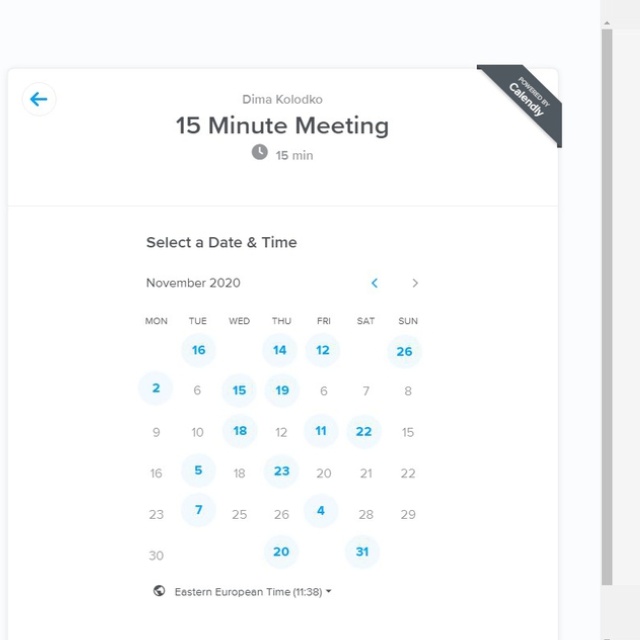 POWERED BY
Calendly
Dima Kolodko
15 Minute Meeting
15 min
Select a Date & Time
November 2020
MON TUE WED THU FRI SAT SUN
16 14 12 26
2 6 15 19 6 7 8
9 10 18 12 11 22 15
16 5 18 23 20 21 22
23 7 25 26 4 28 29
30 20 31
Eastern European Time (11:38)